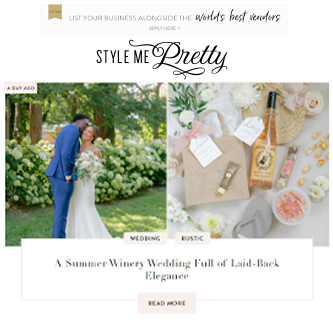 LIST YOUR BUSINESS ALONGSIDE THE world's best vendors
APPLY HERE >
STYLE ME Pretty
A DAY AGO
WEDDING
RUSTIC
A Summer Winery Wedding Full of Laid-Back
Elegance
READ MORE